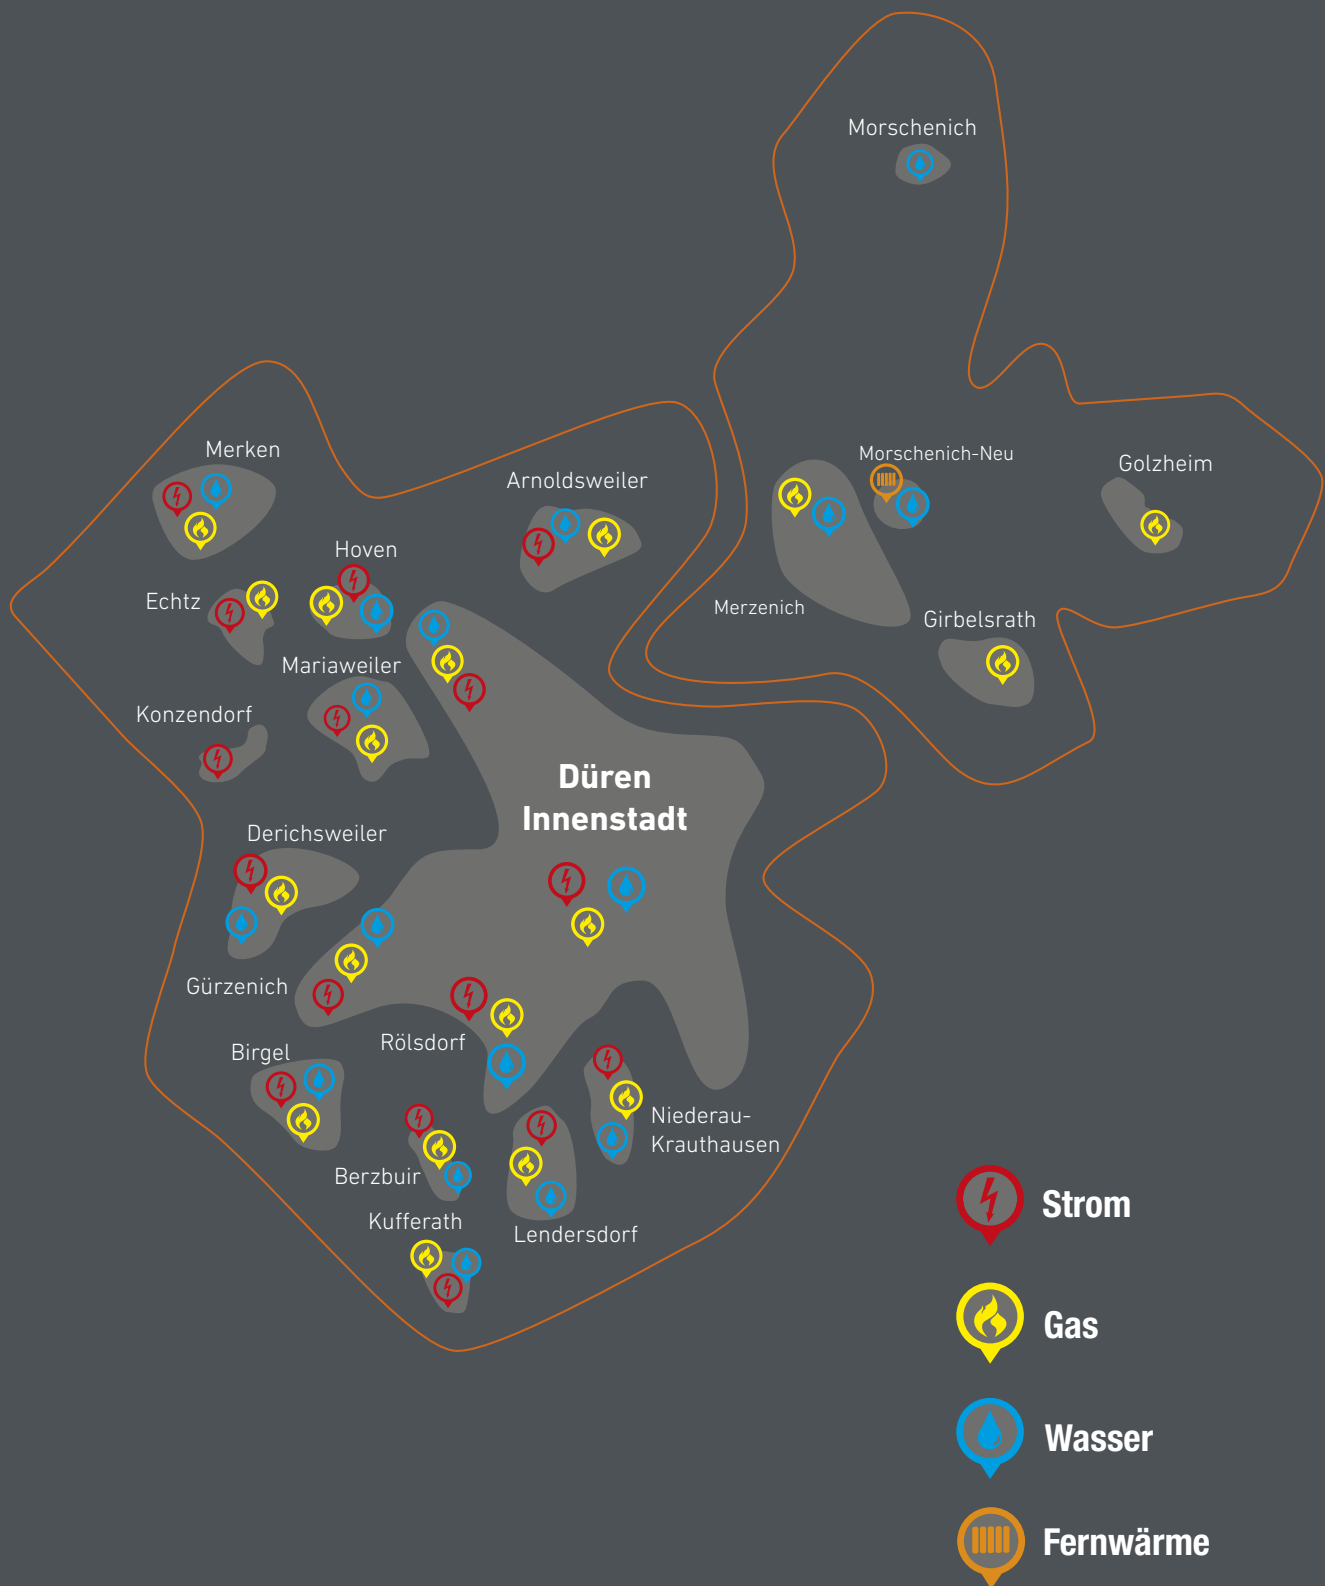 Morschenich
Merken
Morschenich-Neu
Golzheim
Arnoldsweiler
Hoven
Echtz
Merzenich
Girbelsrath
Mariaweiler
Konzendorf
Düren
Innenstadt
Derichsweiler
Gürzenich
Rölsdorf
Birgel
Niederau-
Krauthausen
Berzbuir
Kufferath
Lendersdorf
Strom
Gas
Wasser
Fernwärme